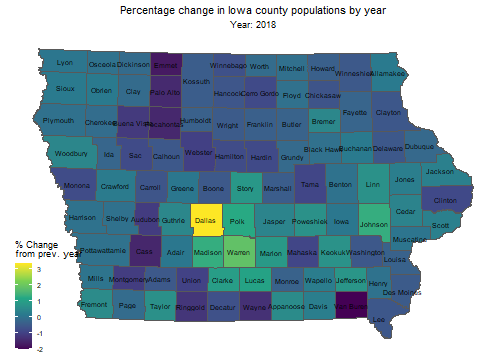 Percentage change in Iowa county populations by year
Year: 2018
Lyon Osceola Dickinson Emmet Winnebago Worth Mitchell Howard Winneshiek Allamakee
Kossuth
Sioux Obrien Clay Palo Alto Hancock Cerro Gordo Floyd Chickasaw
Plymouth Cherokee Buena Vista Pocahontas Humboldt Wright Franklin Butler Bremer Fayette Clayton
Woodbury Ida Sac Calhoun Webster Hamilton Hardin Grundy Black Hawk Buchanan Delaware Dubuque
Monona Crawford Carroll Greene Boone Story Marshall Tama Benton Linn Jones Jackson
Clinton
Harrison Shelby Audubon Guthrie Dallas Polk Jasper Poweshiek Iowa Johnson Cedar Scott
Muscatine
Pottawattamie Cass Adair Madison Warren Marion Mahaska Keokuk Washington Louisa
Mills Montgomery Adams Union Clarke Lucas Monroe Wapello Jefferson Henry Des Moines
Fremont Page Taylor Ringgold Decatur Wayne Appanoose Davis Van Buren Lee
% Change
from prev. year
3
2
1
0
-1
-2